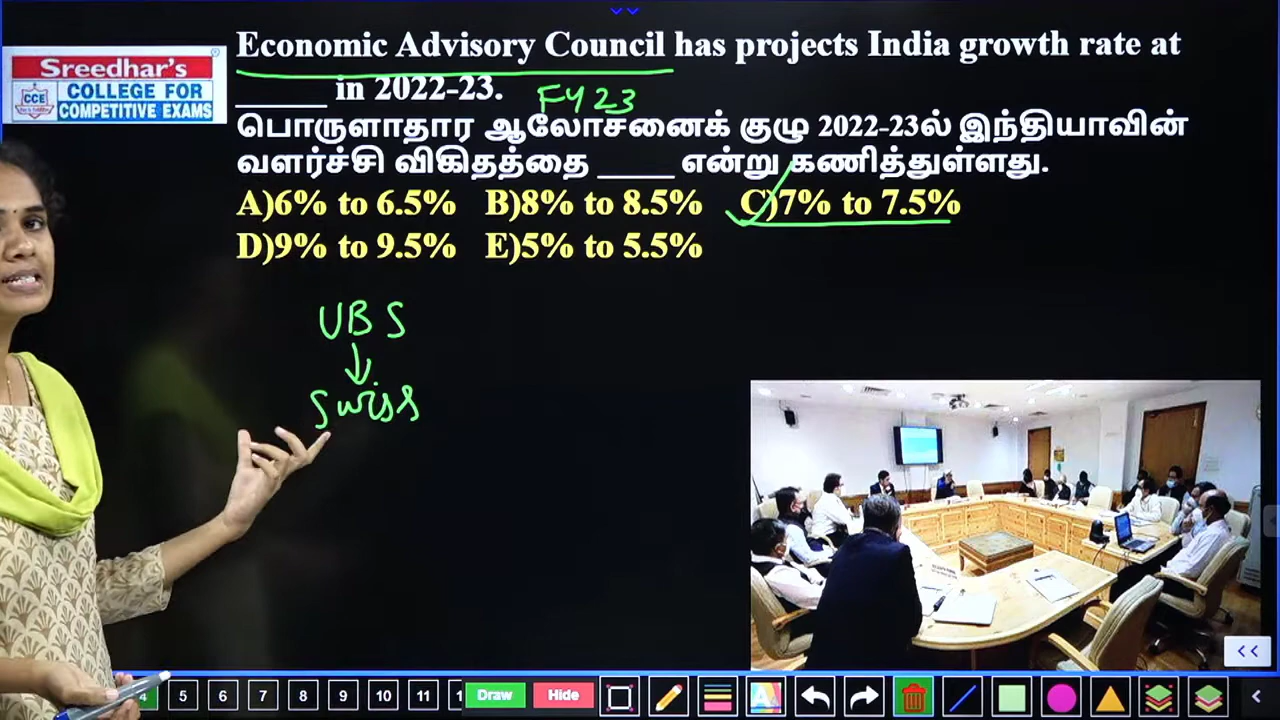 Economic Advisory Council has projects India growth rate at
_____ in 2022-23. FY23
பொருளாதார ஆலோசனைக் குழு 2022-23ல் இந்தியாவின்
வளர்ச்சி விகிதத்தை ____ என்று கணித்துள்ளது.
A)6% to 6.5% B)8% to 8.5% C)7% to 7.5%
D)9% to 9.5% E)5% to 5.5%
Sreedhar's
CCE
COLLEGE FOR
COMPETITIVE EXAMS
UBS
Swiss
4 5 6 7 8 9 10 11 1 Draw Hide